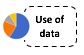 Use of
data